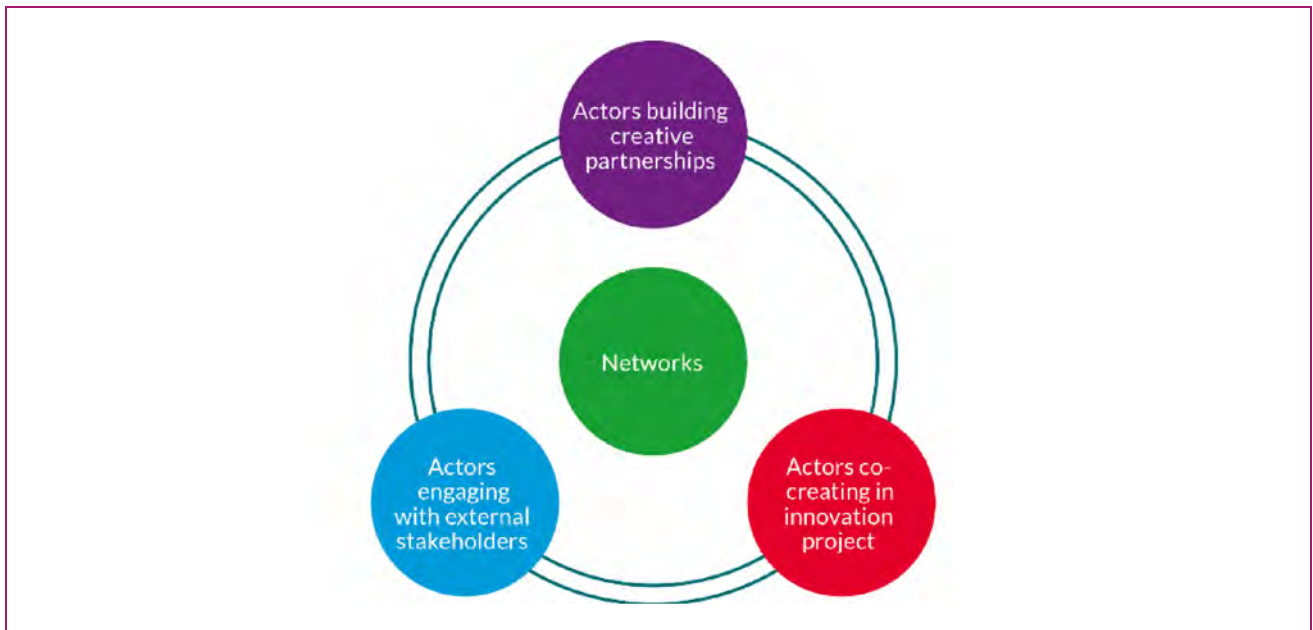 Actors building
creative
partnerships
Networks
Actors
engaging
with external
stakeholders
Actors co-
creating in
innovation
project